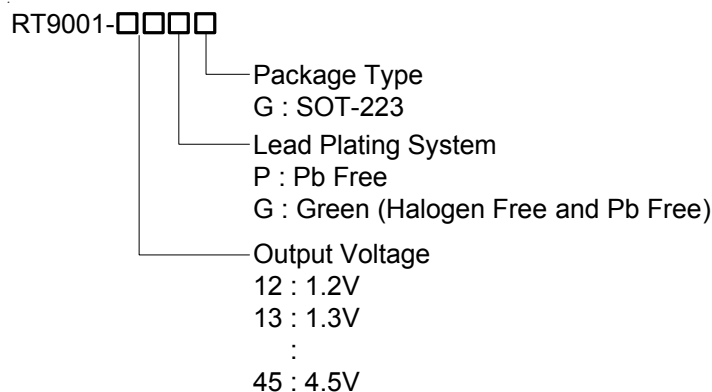 RT9001-□□□□
Package Type
G : SOT-223
Lead Plating System
P : Pb Free
G : Green (Halogen Free and Pb Free)
Output Voltage
12 : 1.2V
13 : 1.3V
:
45 : 4.5V